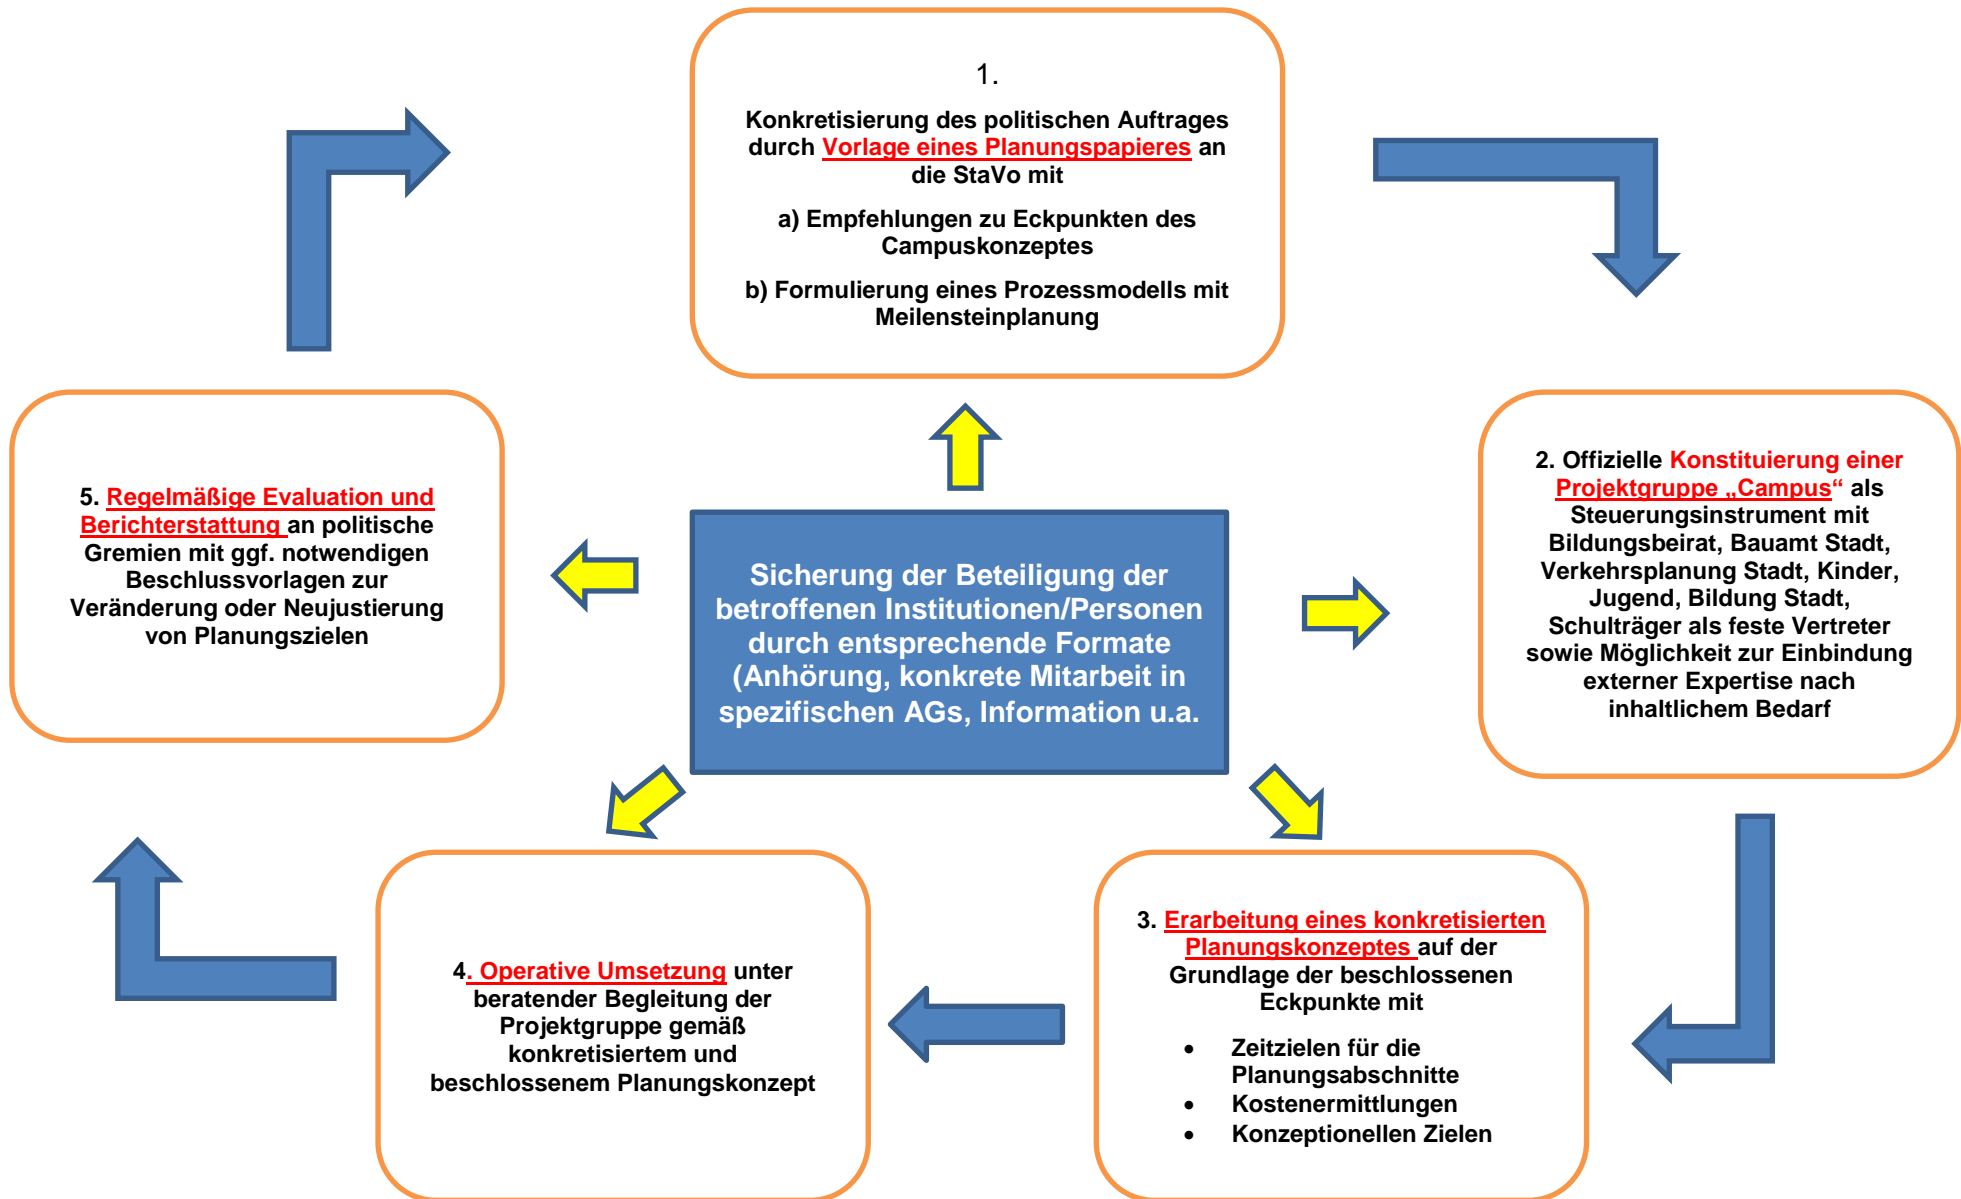 1.
Konkretisierung des politischen Auftrages
durch Vorlage eines Planungspapieres an
die StaVo mit
a) Empfehlungen zu Eckpunkten des
Campuskonzeptes
b) Formulierung eines Prozessmodells mit
Meilensteinplanung
2. Offizielle Konstituierung einer
Projektgruppe „Campus“ als
Steuerungsinstrument mit
Bildungsbeirat, Bauamt Stadt,
Verkehrsplanung Stadt, Kinder,
Jugend, Bildung Stadt,
Schulträger als feste Vertreter
sowie Möglichkeit zur Einbindung
externer Expertise nach
inhaltlichem Bedarf
3. Erarbeitung eines konkretisierten
Planungskonzeptes auf der
Grundlage der beschlossenen
Eckpunkte mit
• Zeitzielen für die
Planungsabschnitte
• Kostenermittlungen
• Konzeptionellen Zielen
4. Operative Umsetzung unter
beratender Begleitung der
Projektgruppe gemäß
konkretisiertem und
beschlossenem Planungskonzept
5. Regelmäßige Evaluation und
Berichterstattung an politische
Gremien mit ggf. notwendigen
Beschlussvorlagen zur
Veränderung oder Neujustierung
von Planungszielen
Sicherung der Beteiligung der
betroffenen Institutionen/Personen
durch entsprechende Formate
(Anhörung, konkrete Mitarbeit in
spezifischen AGs, Information u.a.